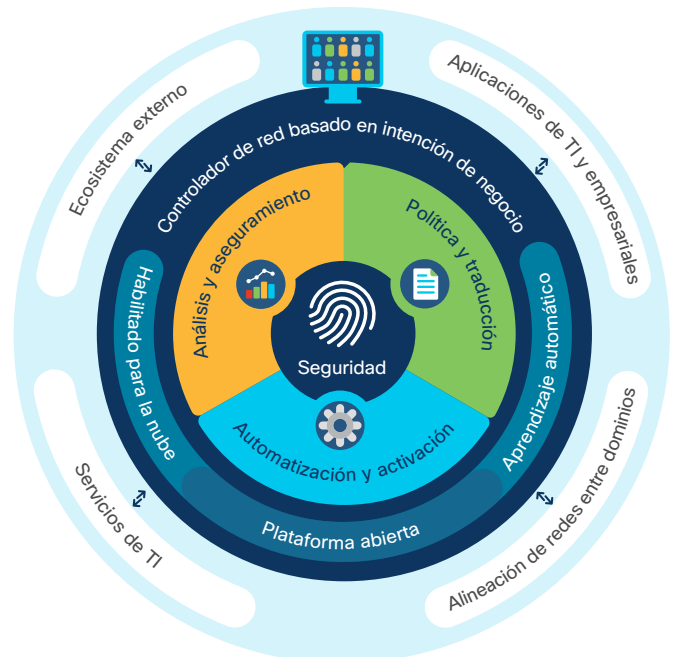 Ecosistema externo
Aplicaciones de TI y empresariales
Controlador de red basado en intención de negocio
Análisis y aseguramiento
Política y traducción
Seguridad
Habilitado para la nube
Aprendizaje automático
Automatización y activación
Plataforma abierta
Servicios de TI
Alineación de redes entre dominios